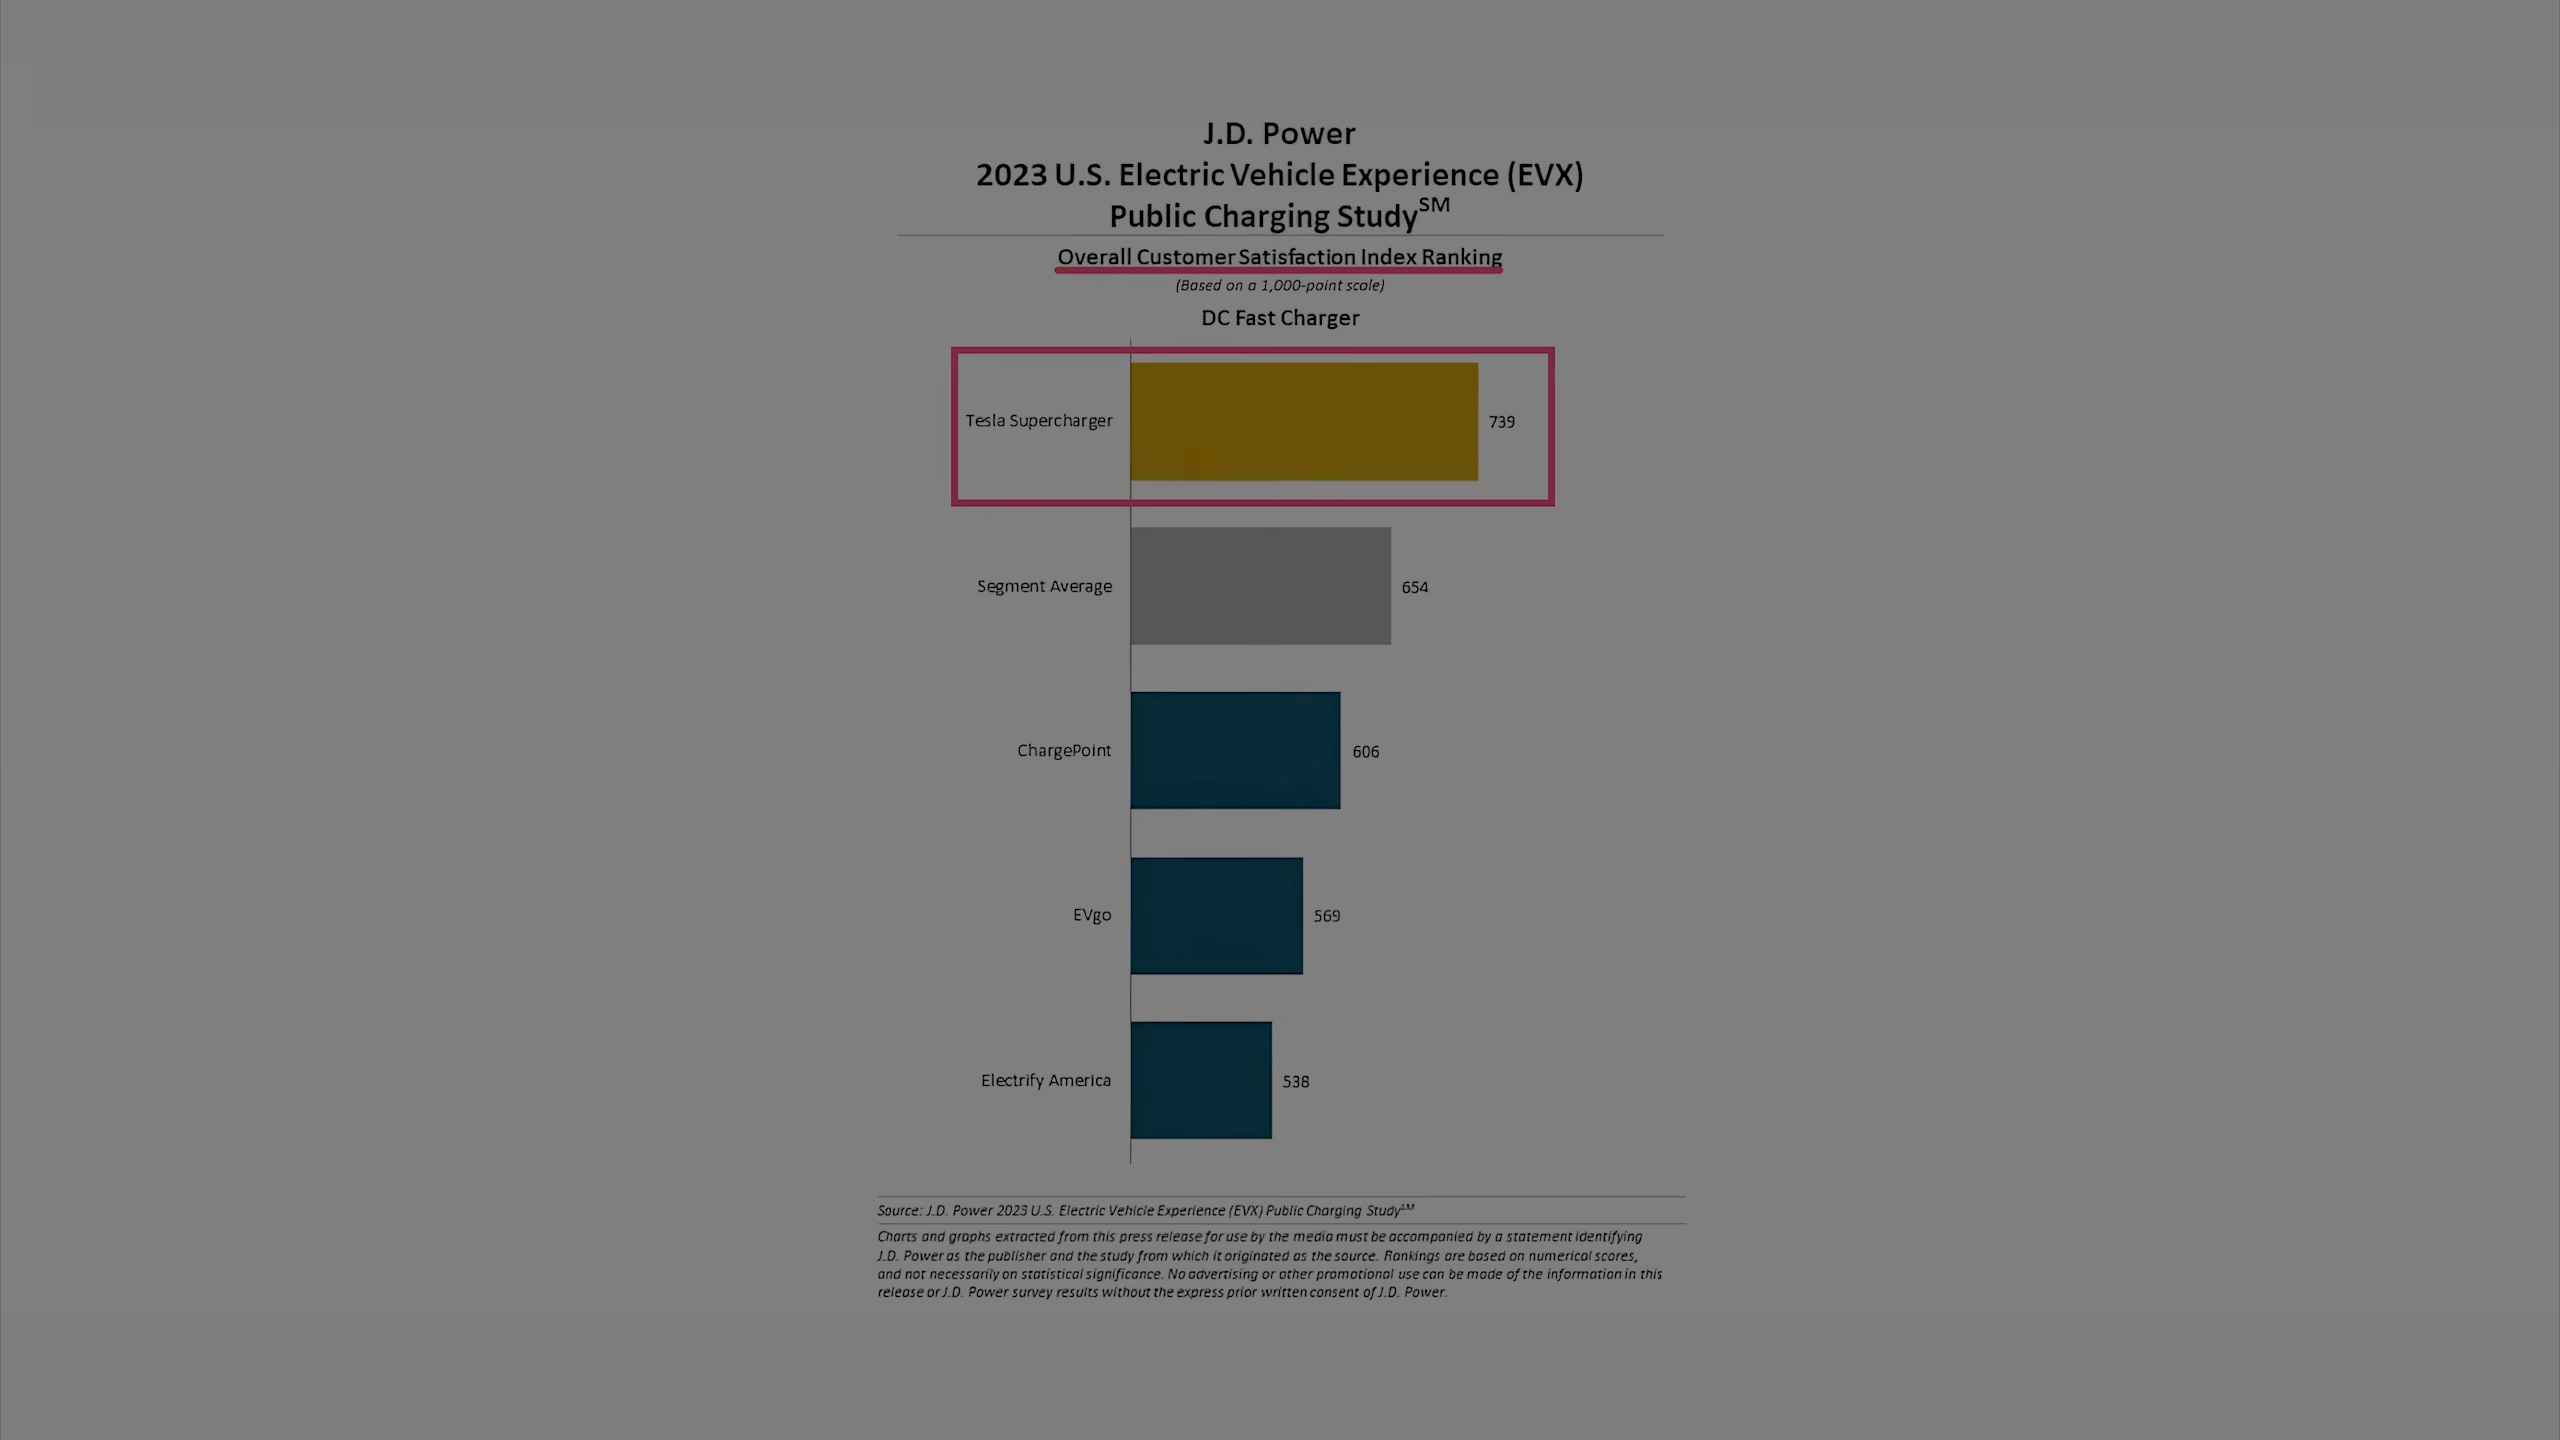 J.D. Power
2023 U.S. Electric Vehicle Experience (EVX)
Public Charging StudySM
Overall Customer Satisfaction Index Ranking
(Based on a 1,000-point scale)
DC Fast Charger
Tesla Supercharger 739
Segment Average 654
ChargePoint 606
EVgo 569
Electrify America 538
Source: J.D. Power 2023 U.S. Electric Vehicle Experience (EVX) Public Charging StudySM
Charts and graphs extracted from this press release for use by the media must be accompanied by a statement identifying
J.D. Power as the publisher and the study from which it originated as the source. Rankings are based on numerical scores,
and not necessarily on statistical significance. No advertising or other promotional use can be made of the information in this
release or J.D. Power survey results without the express prior written consent of J.D. Power.